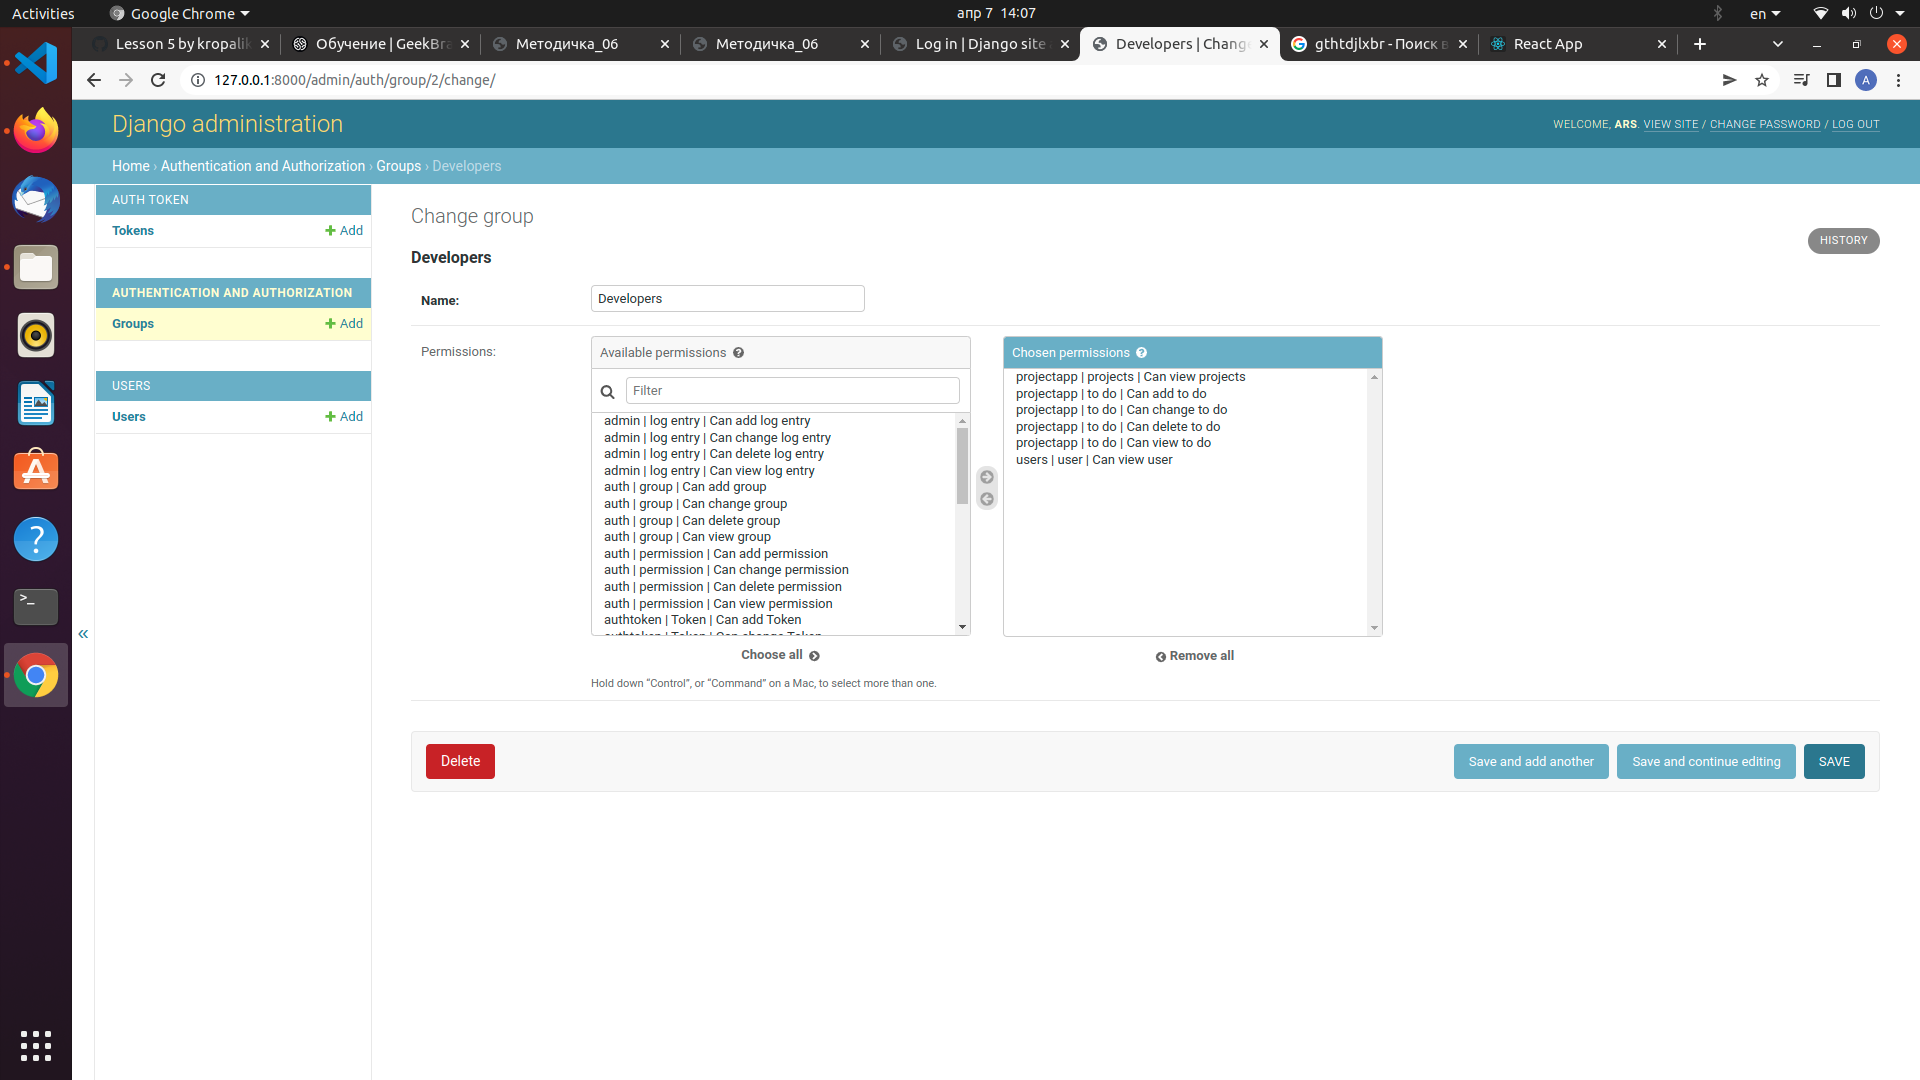 Activities
Google Chrome
апр 7 14:07
en
Lesson 5 by kropalik
Обучение | GeekBra
Методичка_06
Методичка_06
Log in | Django site
Developers | Chang
gthtdjlxbr - Поиск в
React App
127.0.0.1:8000/admin/auth/group/2/change/
A
Django administration
WELCOME, ARS. VIEW SITE / CHANGE PASSWORD / LOG OUT
Home › Authentication and Authorization › Groups › Developers
AUTH TOKEN
Tokens
Add
AUTHENTICATION AND AUTHORIZATION
Groups
Add
USERS
Users
Add
«
Change group
HISTORY
Developers
Name:
Developers
Permissions:
Available permissions
Filter
admin | log entry | Can add log entry
admin | log entry | Can change log entry
admin | log entry | Can delete log entry
admin | log entry | Can view log entry
auth | group | Can add group
auth | group | Can change group
auth | group | Can delete group
auth | group | Can view group
auth | permission | Can add permission
auth | permission | Can change permission
auth | permission | Can delete permission
auth | permission | Can view permission
authtoken | Token | Can add Token
authtoken | Token | Can change Token
Choose all
Hold down “Control”, or “Command” on a Mac, to select more than one.
Chosen permissions
projectapp | projects | Can view projects
projectapp | to do | Can add to do
projectapp | to do | Can change to do
projectapp | to do | Can delete to do
projectapp | to do | Can view to do
users | user | Can view user
Remove all
Delete
Save and add another
Save and continue editing
SAVE